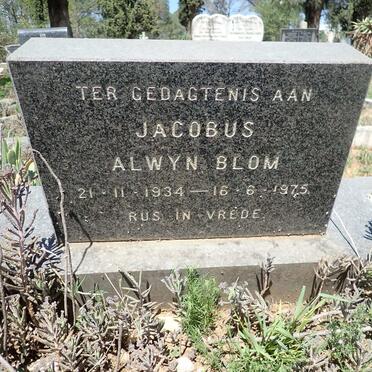 TER GEDAGTENIS AAN
JACOBUS
ALWYN BLOM
21-11-1934—16-6-1975
RUS IN VREDE